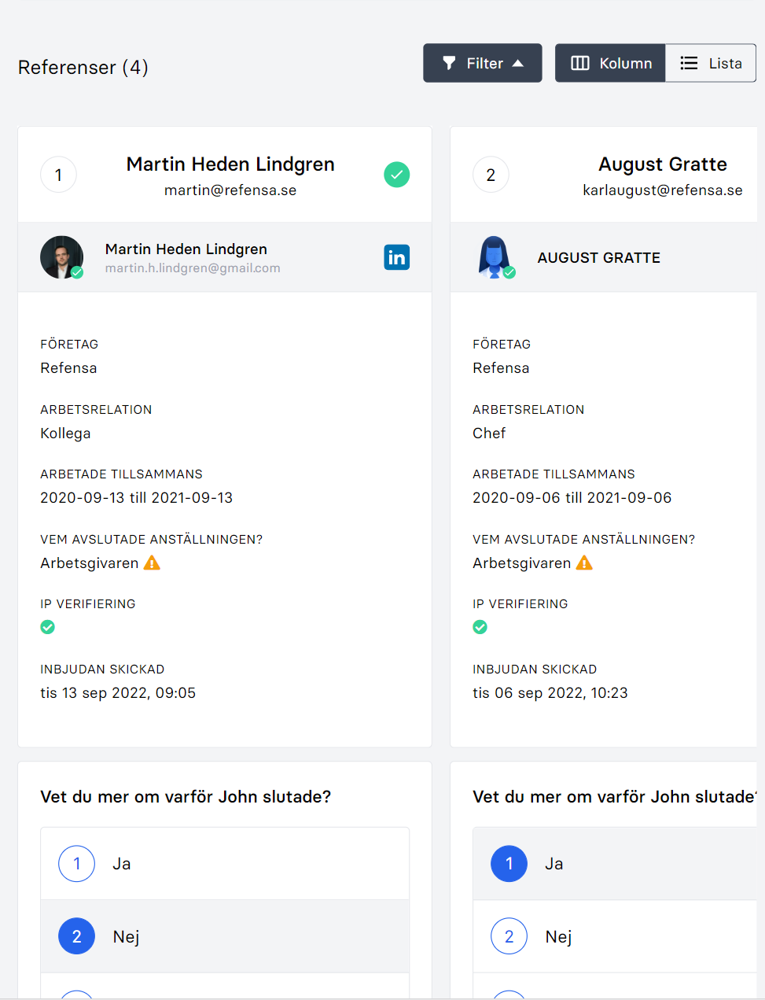 Referenser (4)
Filter
Kolumn
Lista
1
Martin Heden Lindgren
martin@refensa.se
Martin Heden Lindgren
martin.h.lindgren@gmail.com
in
FÖRETAG
Refensa
ARBETSRELATION
Kollega
ARBETADE TILLSAMMANS
2020-09-13 till 2021-09-13
VEM AVSLUTADE ANSTÄLLNINGEN?
Arbetsgivaren
IP VERIFIERING
INBJUDAN SKICKAD
tis 13 sep 2022, 09:05
Vet du mer om varför John slutade?
1 Ja
2 Nej
2
August Gratte
karlaugust@refensa.se
AUGUST GRATTE
FÖRETAG
Refensa
ARBETSRELATION
Chef
ARBETADE TILLSAMMANS
2020-09-06 till 2021-09-06
VEM AVSLUTADE ANSTÄLLNINGEN?
Arbetsgivaren
IP VERIFIERING
INBJUDAN SKICKAD
tis 06 sep 2022, 10:23
Vet du mer om varför John slutade?
1 Ja
2 Nej